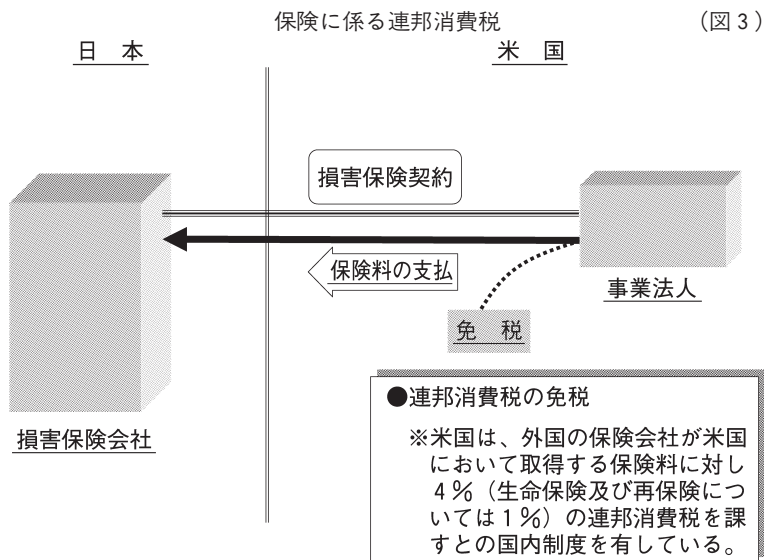 保険に係る連邦消費税
（図３）
日　本
米　国
損害保険契約
保険料の支払
事業法人
免　税
損害保険会社
●連邦消費税の免税
※米国は、外国の保険会社が米国
において取得する保険料に対し
４％（生命保険及び再保険につ
いては１％）の連邦消費税を課
すとの国内制度を有している。